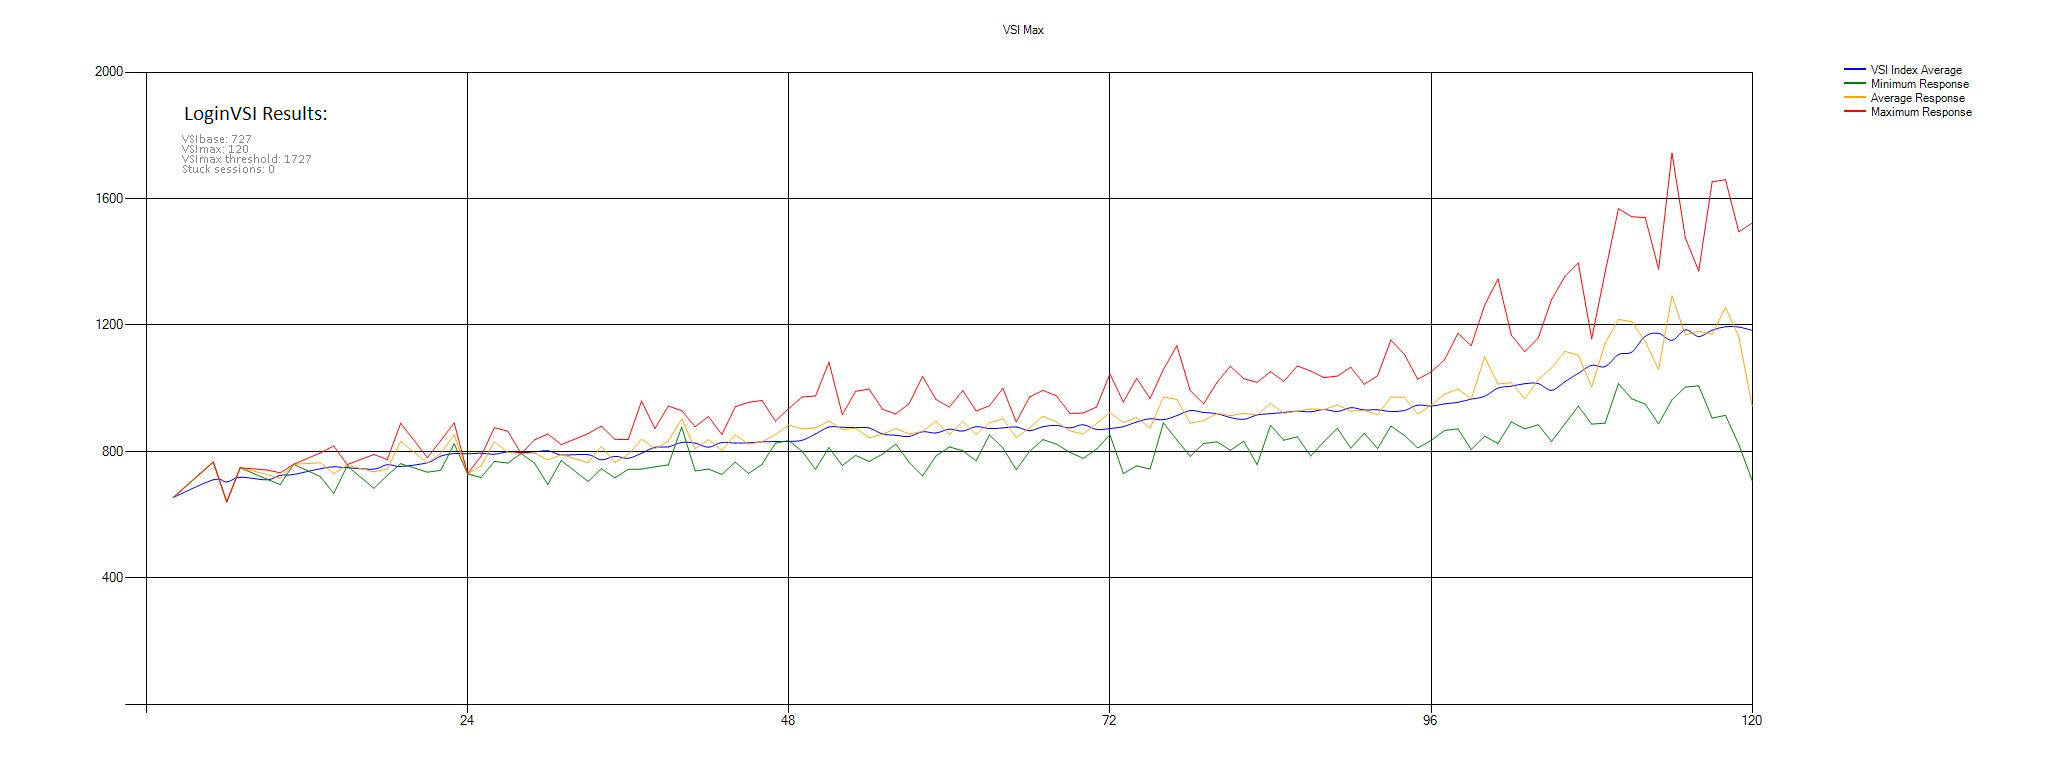 VSI Max
2000
1600
1200
800
400
24
48
72
96
120
LoginVSI Results:
VSIbase: 727
VSImax: 120
VSImax threshold: 1727
Stuck sessions: 0
VSI Index Average
Minimum Response
Average Response
Maximum Response